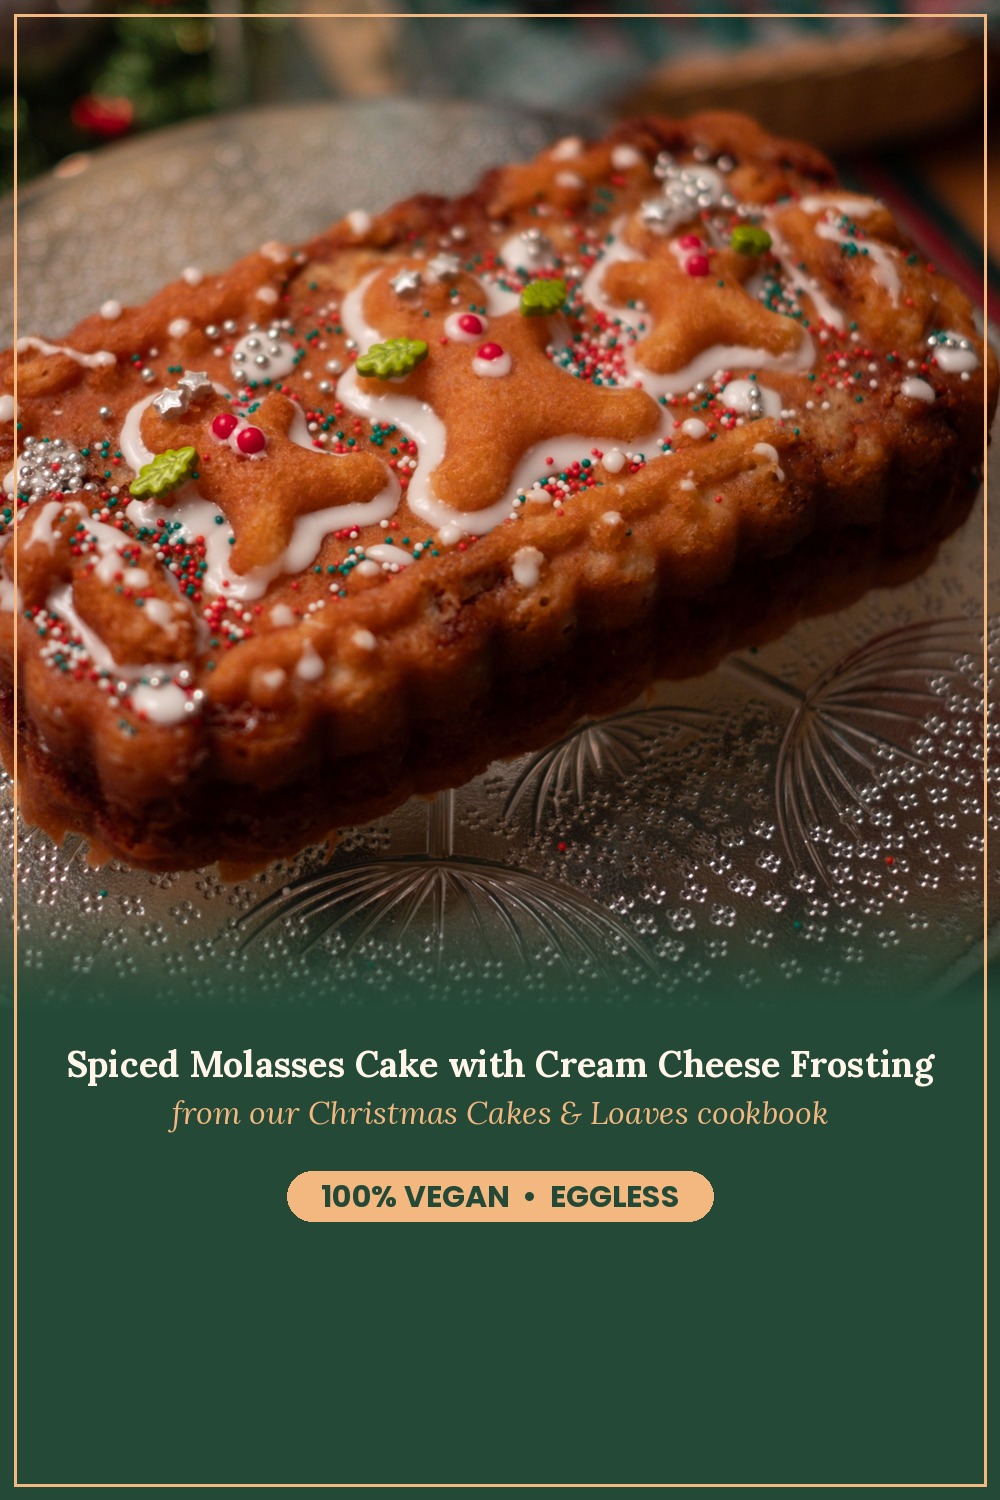 Spiced Molasses Cake with Cream Cheese Frosting
from our Christmas Cakes & Loaves cookbook
100% VEGAN • EGGLESS